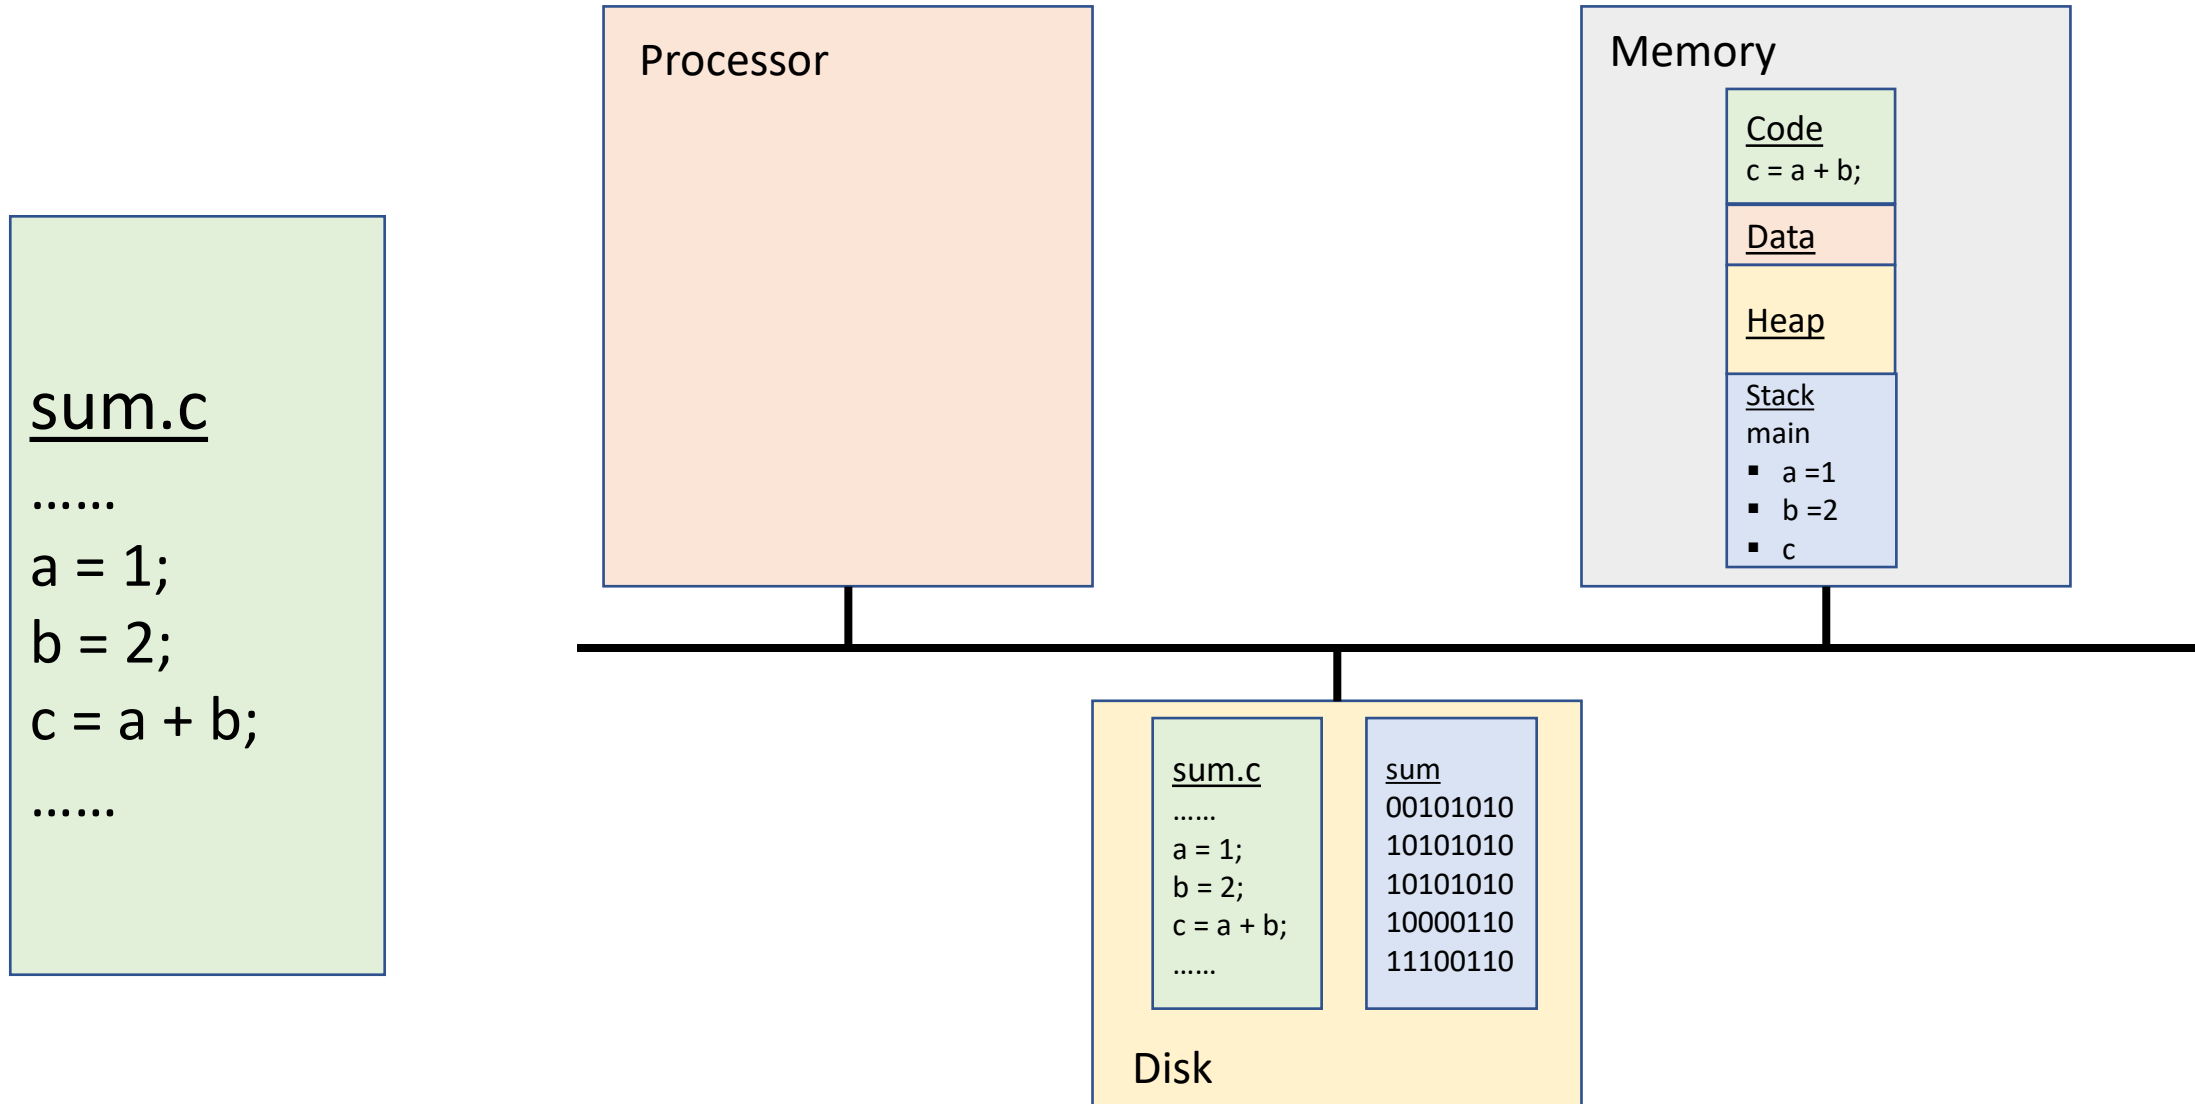 sum.c
……
a = 1;
b = 2;
c = a + b;
……
Processor
Memory
Code
c = a + b;
Data
Heap
Stack
main
▪ a =1
▪ b =2
▪ c
sum.c
……
a = 1;
b = 2;
c = a + b;
……
sum
00101010
10101010
10101010
10000110
11100110
Disk